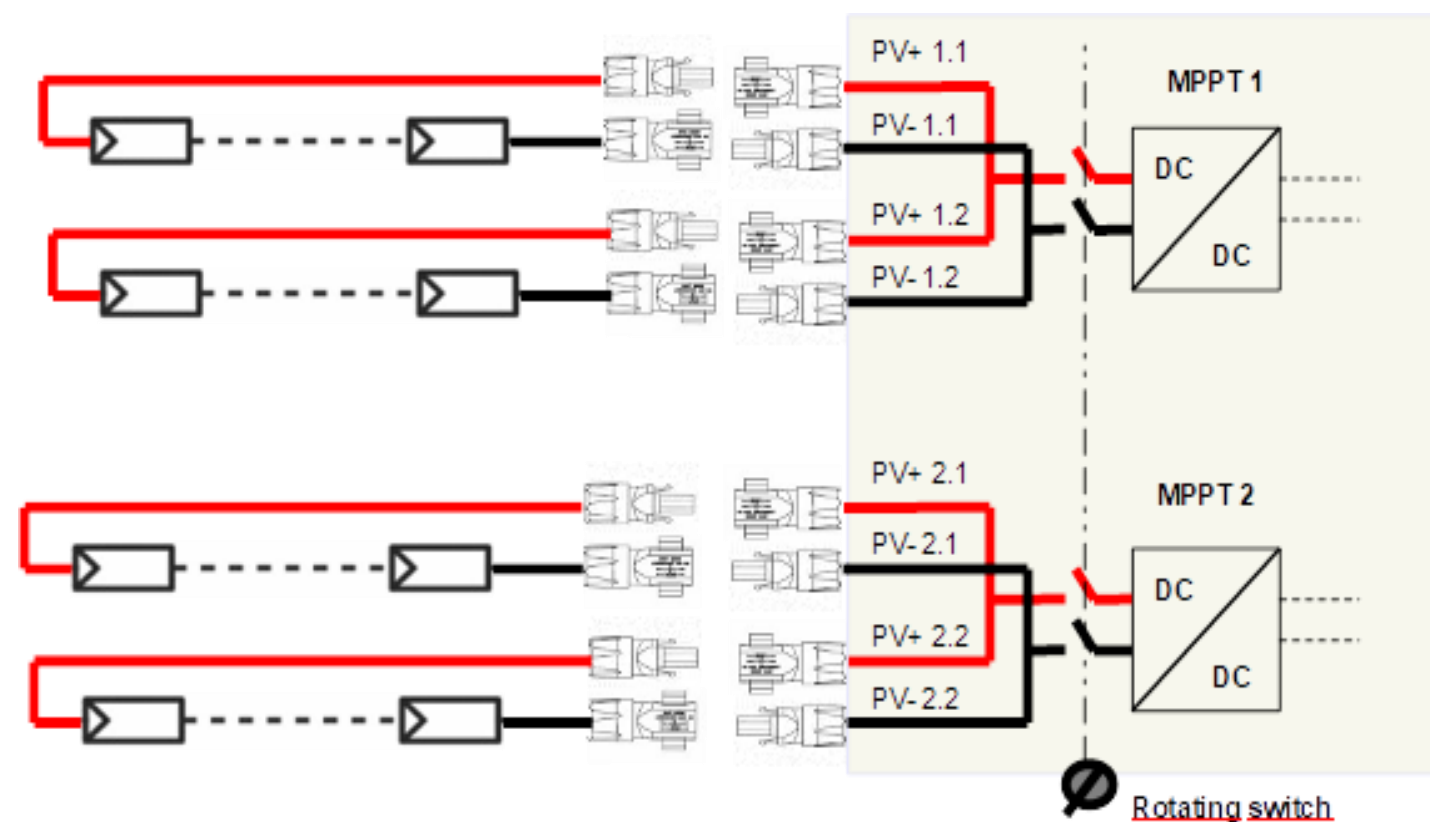 PV+ 1.1
MPPT 1
PV- 1.1
DC
PV+ 1.2
DC
PV- 1.2
PV+ 2.1
MPPT 2
PV- 2.1
DC
PV+ 2.2
DC
PV- 2.2
Rotating switch